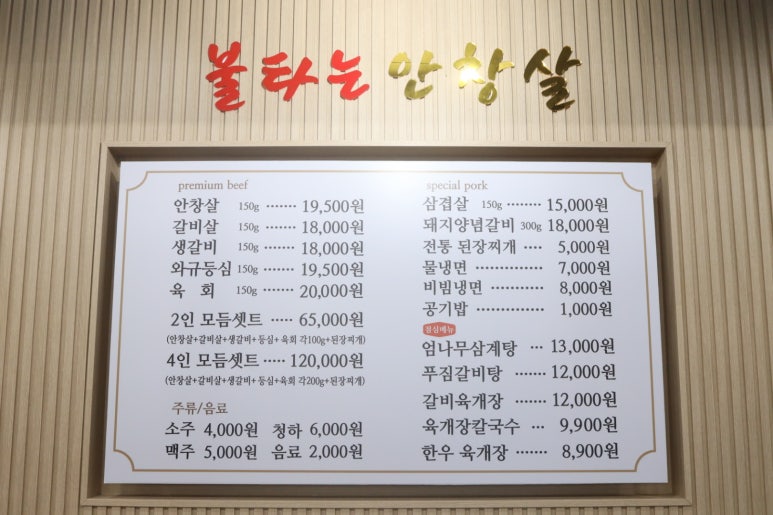 불타는 안창살
premium beef
안창살 150g ······· 19,500원
갈비살 150g ······· 18,000원
생갈비 150g ······· 18,000원
와규등심 150g ······ 19,500원
육 회 150g ······· 20,000원
2인 모듬셋트 ····· 65,000원
(안창살+갈비살+생갈비+등심+육회 각100g+된장찌개)
4인 모듬셋트 ····· 120,000원
(안창살+갈비살+생갈비+등심+육회 각200g+된장찌개)
주류/음료
소주 4,000원 청하 6,000원
맥주 5,000원 음료 2,000원
special pork
삼겹살 150g ········ 15,000원
돼지양념갈비 300g 18,000원
전통 된장찌개 ···· 5,000원
물냉면 ·············· 7,000원
비빔냉면 ··········· 8,000원
공기밥 ·············· 1,000원
점심메뉴
엄나무삼계탕 ··· 13,000원
푸짐갈비탕 ······· 12,000원
갈비육개장 ······· 12,000원
육개장칼국수 ··· 9,900원
한우 육개장 ······· 8,900원